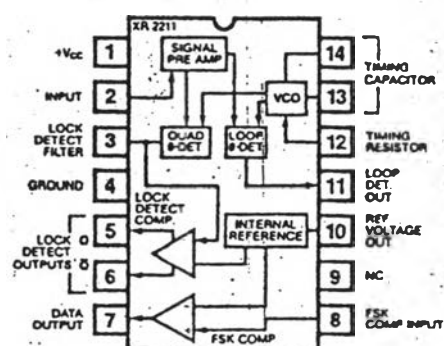 XR 2211
+VCC 1
INPUT 2
LOCK DETECT FILTER 3
GROUND 4
LOCK DETECT OUTPUTS
Q 5
Q̅ 6
DATA OUTPUT 7
SIGNAL PRE AMP
QUAD φ-DET
LOOP φ-DET
VCO
LOCK DETECT COMP
INTERNAL REFERENCE
FSK COMP
14
13
TIMING CAPACITOR
12 TIMING RESISTOR
11 LOOP DET. OUT
10 REF VOLTAGE OUT
9 NC
8 FSK COMP INPUT